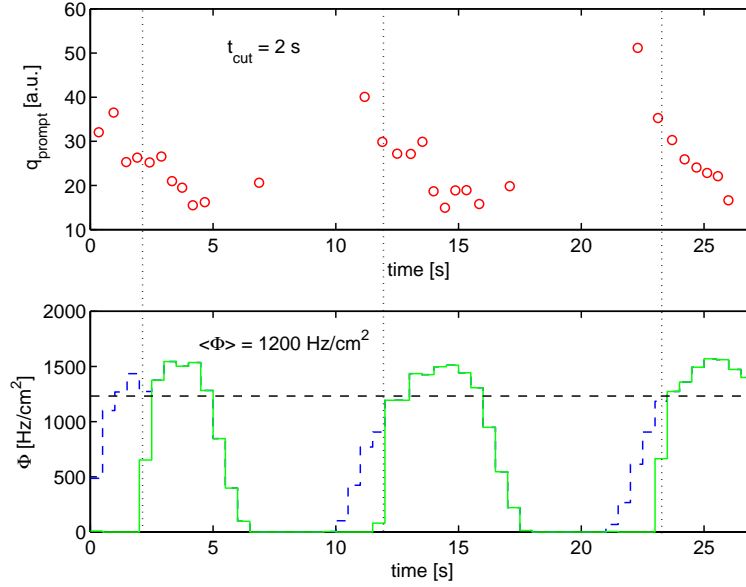 60
50
40
30
20
10
q_prompt [a.u.]
t_cut = 2 s
0 5 10 15 20 25
time [s]
2000
1500
1000
500
0
Φ [Hz/cm²]
<Φ> = 1200 Hz/cm²
0 5 10 15 20 25
time [s]